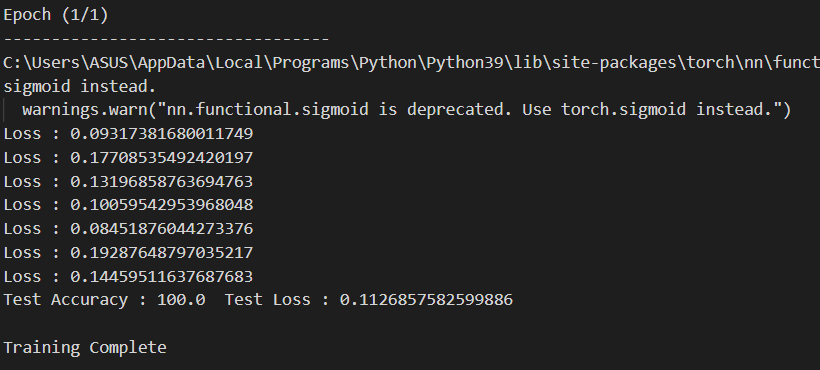 Epoch (1/1)
----------------------------------
C:\Users\ASUS\AppData\Local\Programs\Python\Python39\lib\site-packages\torch\nn\funct
sigmoid instead.
  warnings.warn("nn.functional.sigmoid is deprecated. Use torch.sigmoid instead.")
Loss : 0.09317381680011749
Loss : 0.17708535492420197
Loss : 0.13196858763694763
Loss : 0.10059542953968048
Loss : 0.08451876044273376
Loss : 0.19287648797035217
Loss : 0.14459511637687683
Test Accuracy : 100.0  Test Loss : 0.1126857582599886
Training Complete